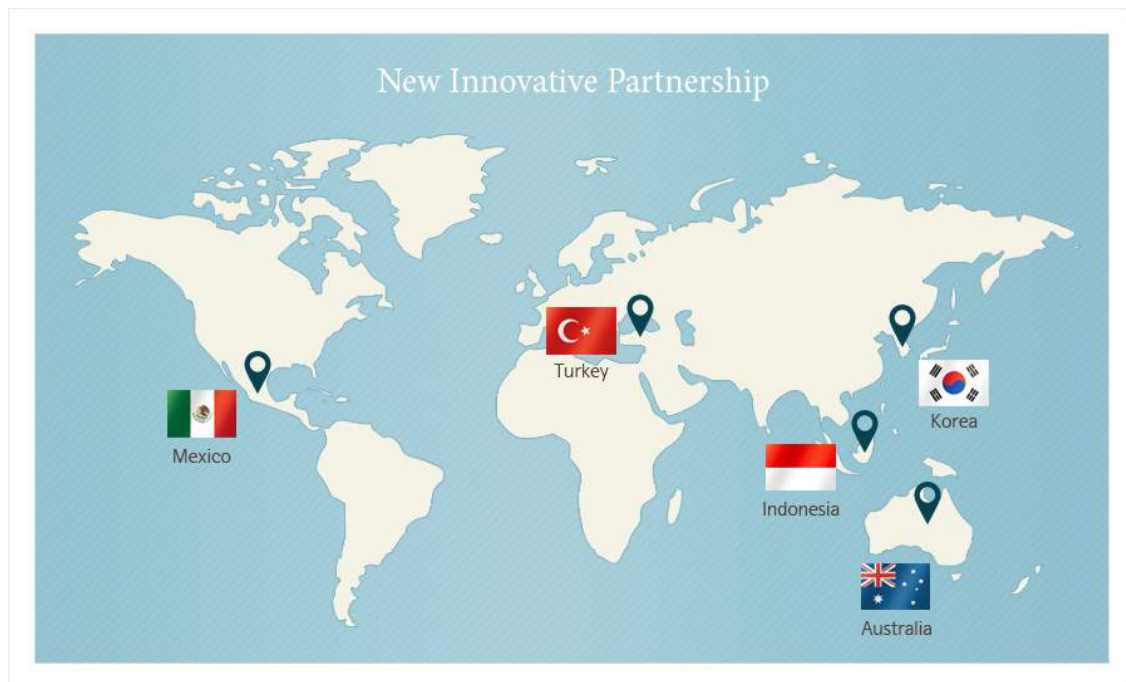 New Innovative Partnership
Turkey
Korea
Mexico
Indonesia
Australia